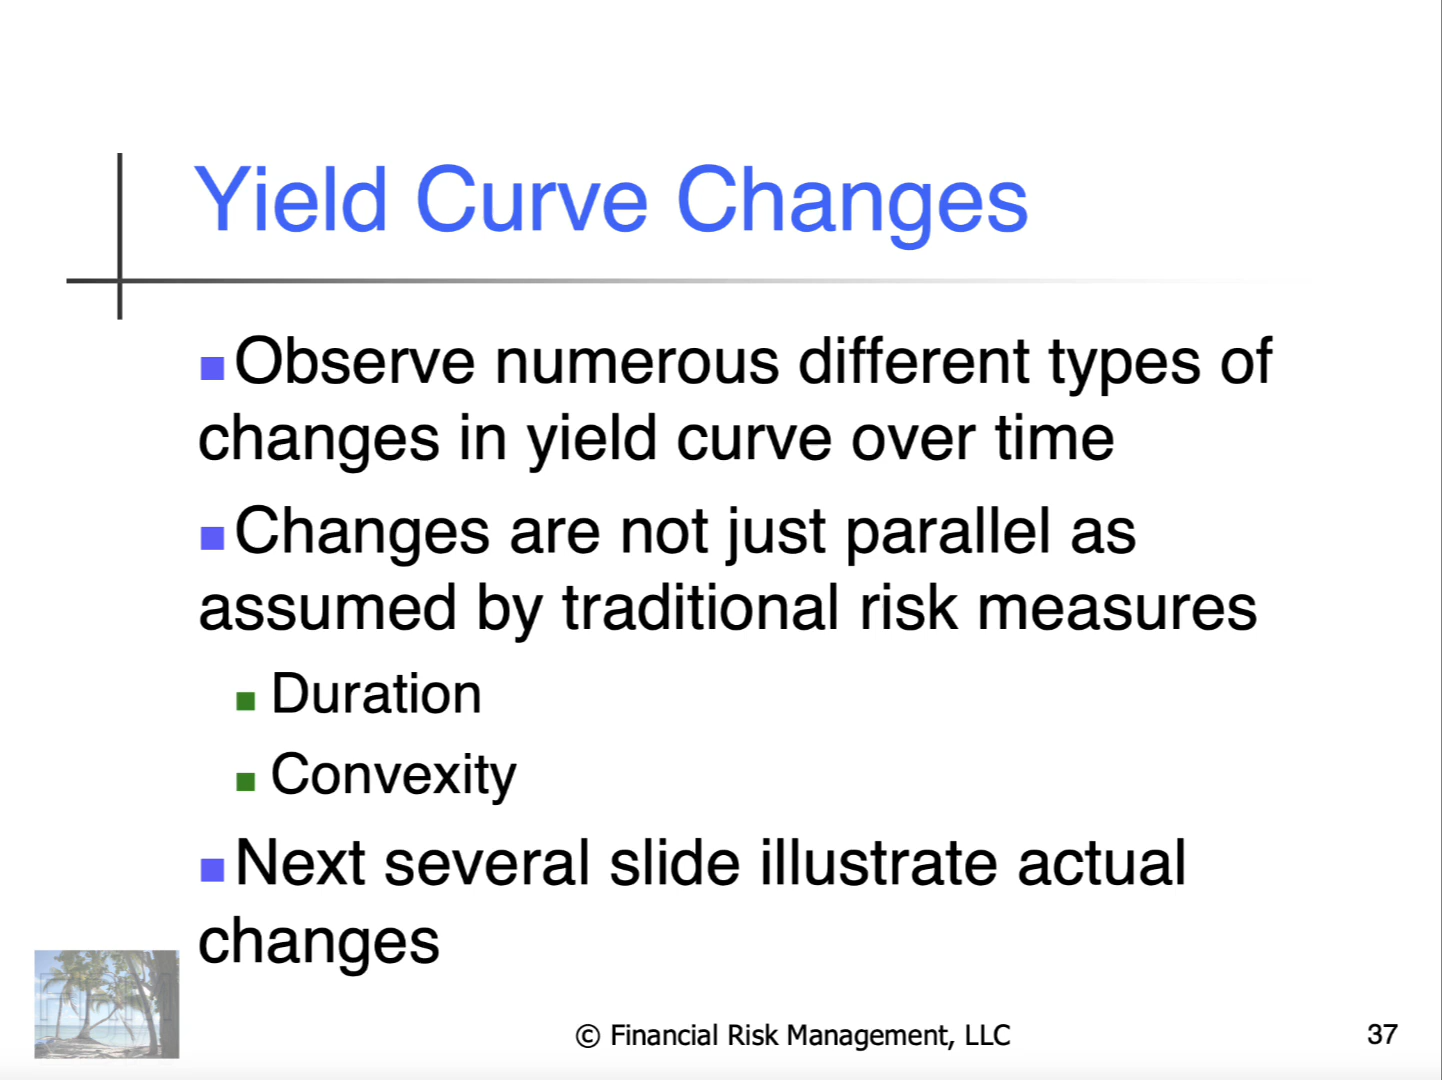 Yield Curve Changes
Observe numerous different types of
changes in yield curve over time
Changes are not just parallel as
assumed by traditional risk measures
Duration
Convexity
Next several slide illustrate actual
changes
© Financial Risk Management, LLC
37